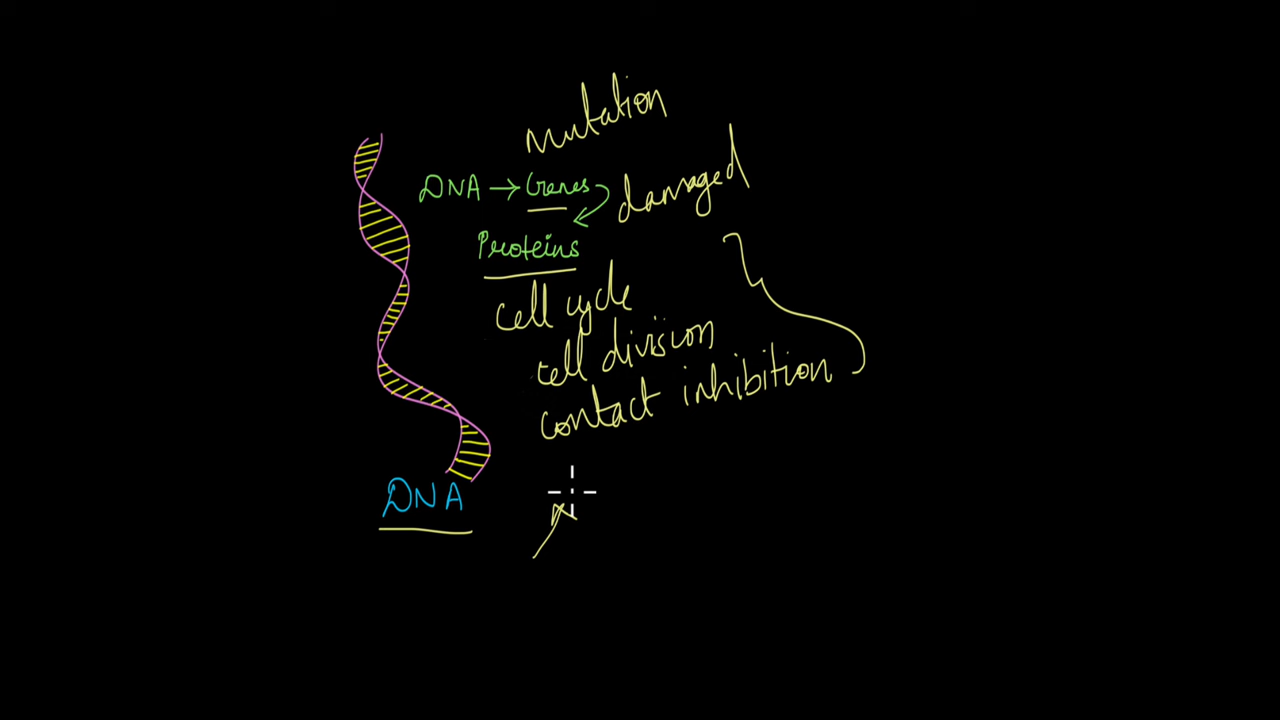 mutation
DNA → Genes damaged
Proteins
cell cycle
cell division
contact inhibition
DNA